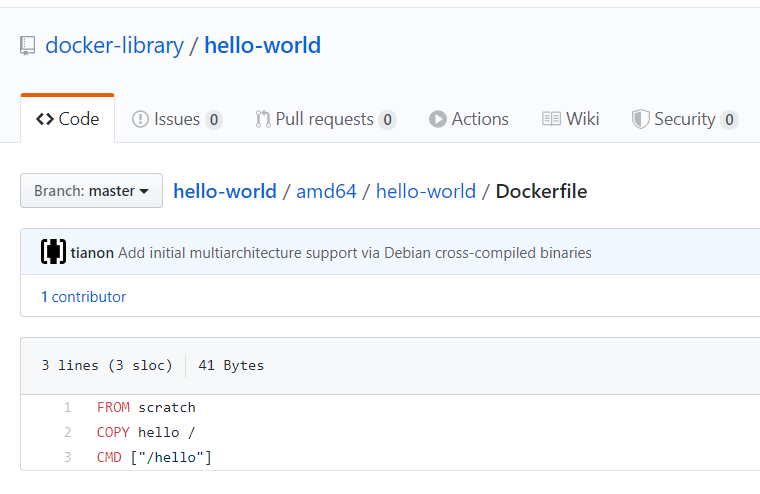 docker-library / hello-world
Code Issues 0 Pull requests 0 Actions Wiki Security 0
Branch: master hello-world / amd64 / hello-world / Dockerfile
tianon Add initial multiarchitecture support via Debian cross-compiled binaries
1 contributor
3 lines (3 sloc) 41 Bytes
1 FROM scratch
2 COPY hello /
3 CMD ["/hello"]